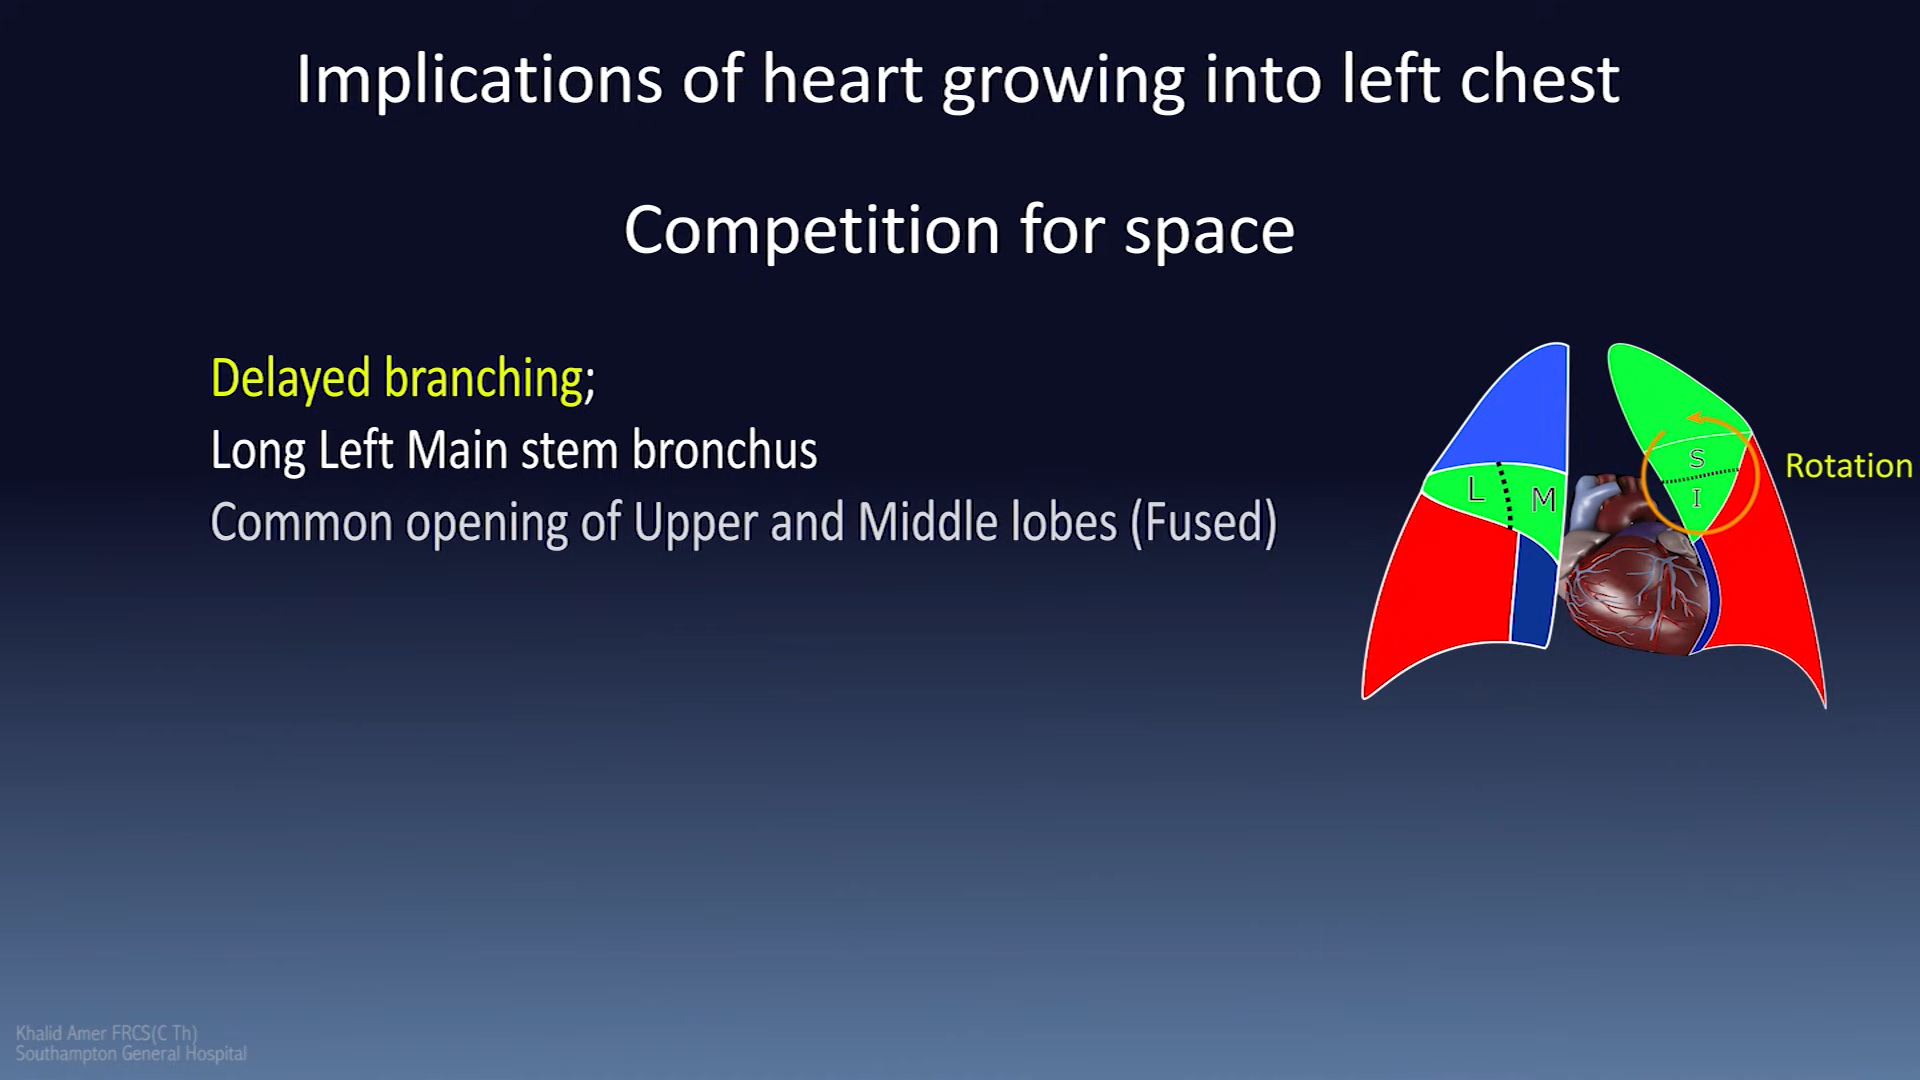 Implications of heart growing into left chest
Competition for space
Delayed branching;
Long Left Main stem bronchus
Common opening of Upper and Middle lobes (Fused)
L
M
S
I
Rotation
Khalid Amer FRCS(C Th)
Southampton General Hospital